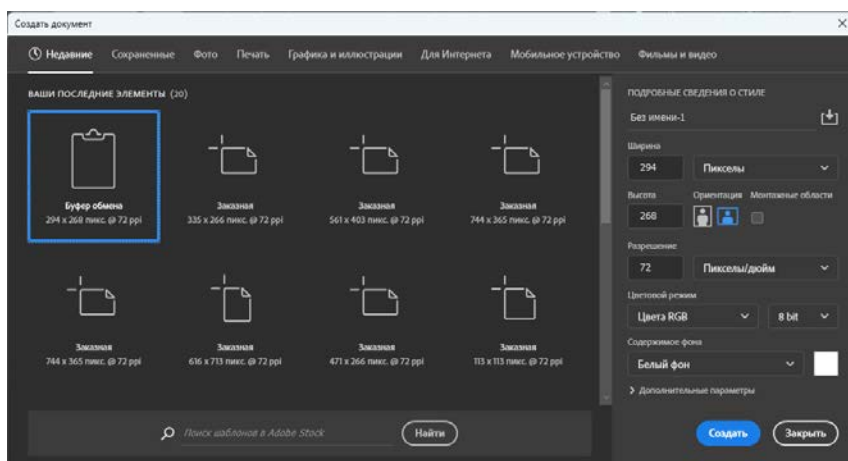 Создать документ
Недавние Сохраненные Фото Печать Графика и иллюстрации Для Интернета Мобильное устройство Фильмы и видео
ВАШИ ПОСЛЕДНИЕ ЭЛЕМЕНТЫ (20)
Буфер обмена
294 x 268 пикс. @ 72 ppi
Заказная
335 x 266 пикс. @ 72 ppi
Заказная
561 x 403 пикс. @ 72 ppi
Заказная
744 x 365 пикс. @ 72 ppi
Заказная
744 x 365 пикс. @ 72 ppi
Заказная
616 x 713 пикс. @ 72 ppi
Заказная
471 x 266 пикс. @ 72 ppi
Заказная
113 x 113 пикс. @ 72 ppi
Поиск шаблонов в Adobe Stock Найти
ПОДРОБНЫЕ СВЕДЕНИЯ О СТИЛЕ
Без имени-1
Ширина
294 Пикселы
Высота Ориентация Монтажные области
268
Разрешение
72 Пикселы/дюйм
Цветовой режим
Цвета RGB 8 bit
Содержимое фона
Белый фон
Дополнительные параметры
Создать Закрыть